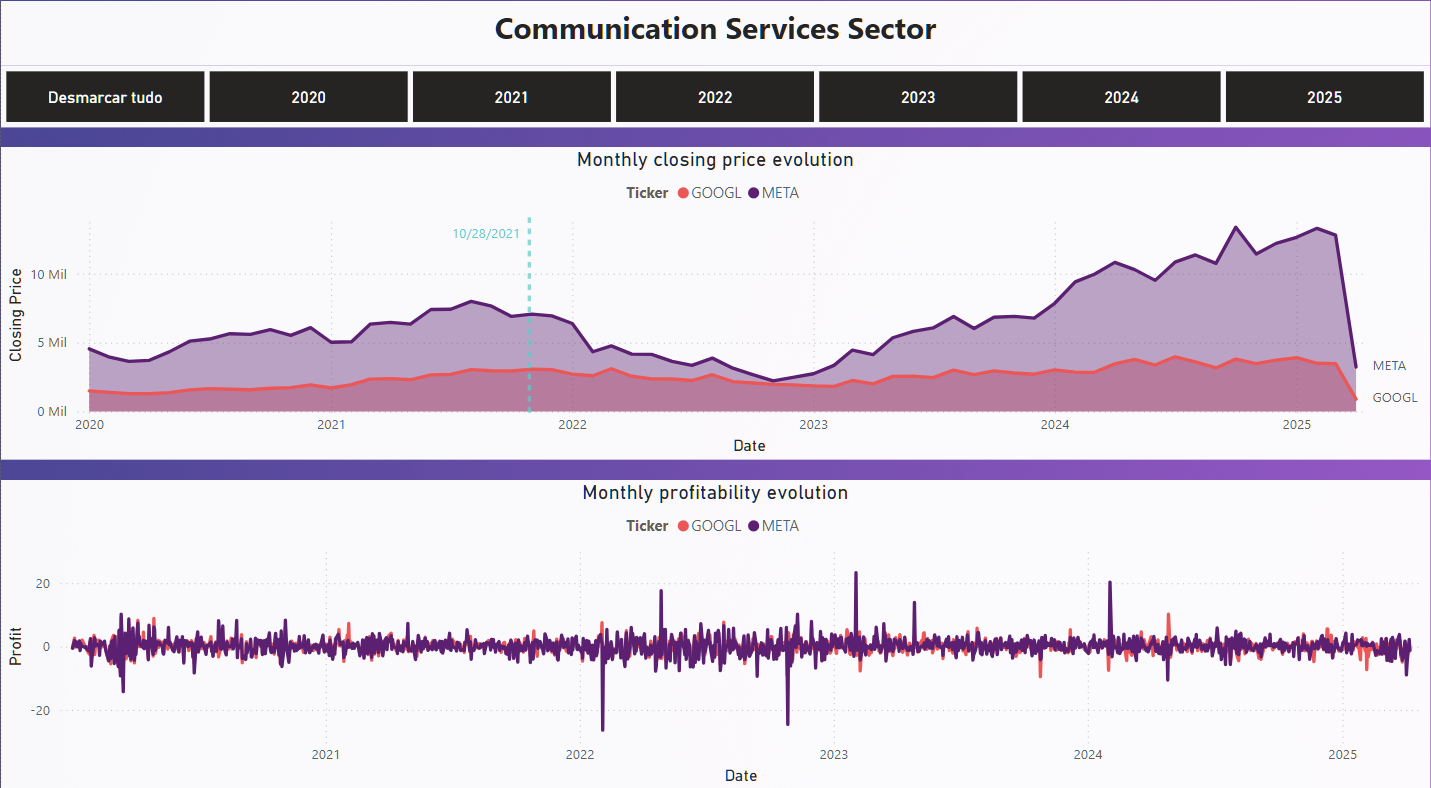 Communication Services Sector
Desmarcar tudo 2020 2021 2022 2023 2024 2025
Monthly closing price evolution
Ticker GOOGL META
10/28/2021
Closing Price
10 Mil
5 Mil
0 Mil
META
GOOGL
2020 2021 2022 2023 2024 2025
Date
Monthly profitability evolution
Ticker GOOGL META
Profit
20
0
-20
2021 2022 2023 2024 2025
Date